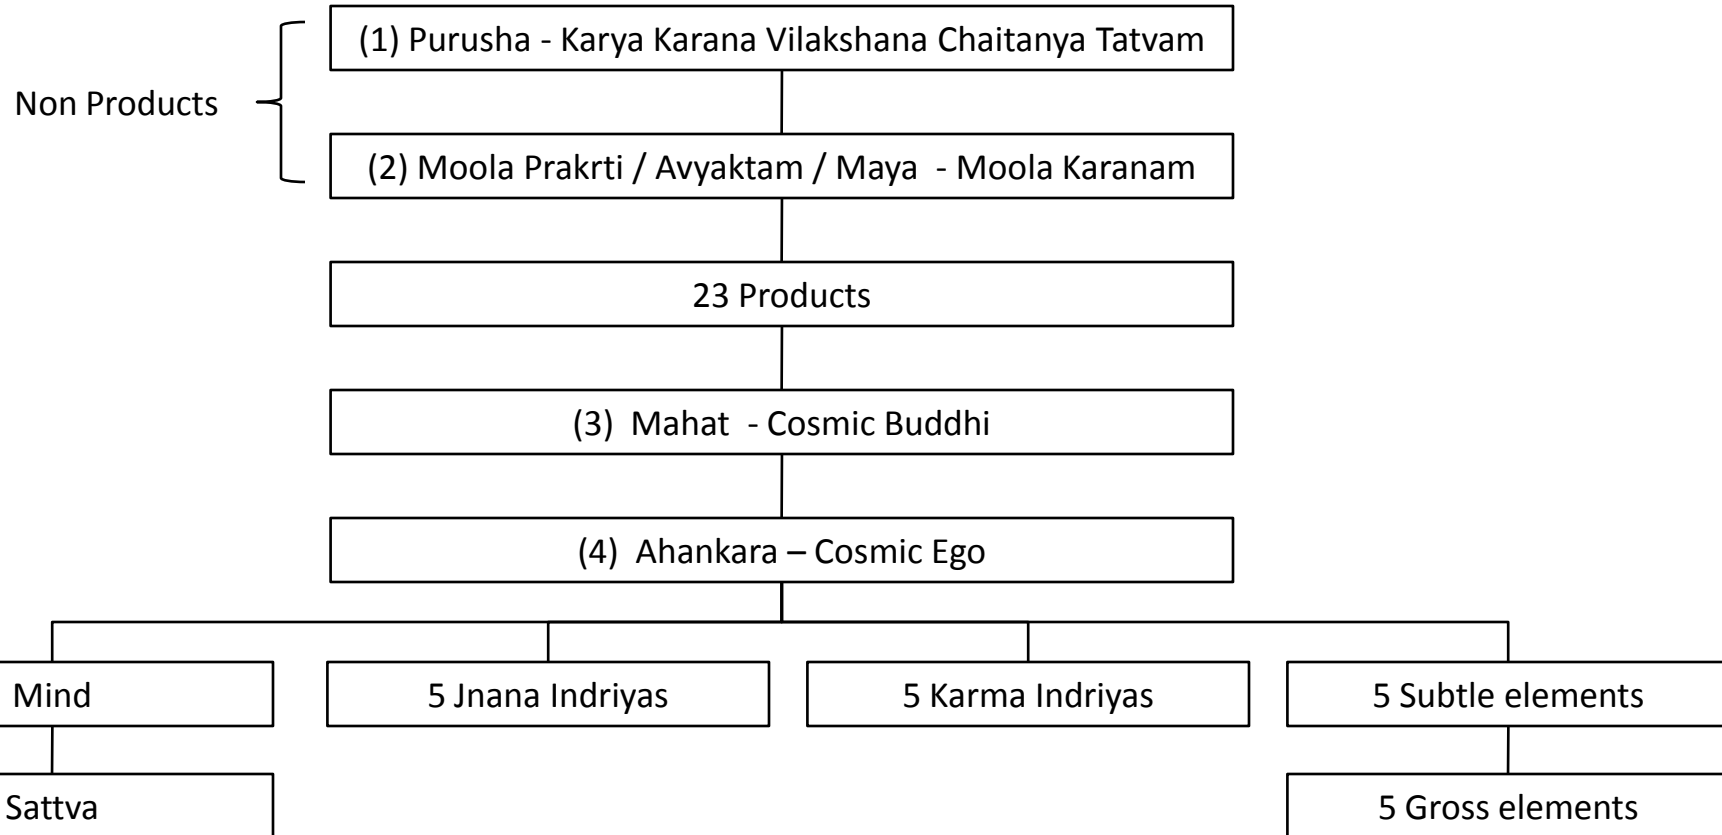 (1) Purusha - Karya Karana Vilakshana Chaitanya Tatvam
Non Products
(2) Moola Prakrti / Avyaktam / Maya - Moola Karanam
23 Products
(3) Mahat - Cosmic Buddhi
(4) Ahankara – Cosmic Ego
Mind
5 Jnana Indriyas
5 Karma Indriyas
5 Subtle elements
Sattva
5 Gross elements